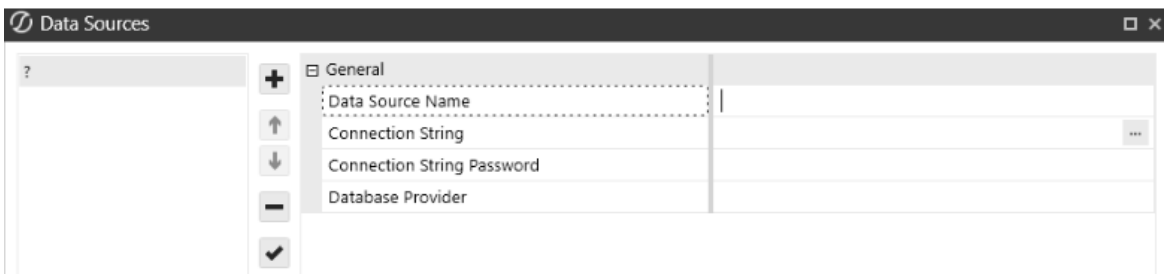 Data Sources
?
General
Data Source Name
Connection String
...
Connection String Password
Database Provider